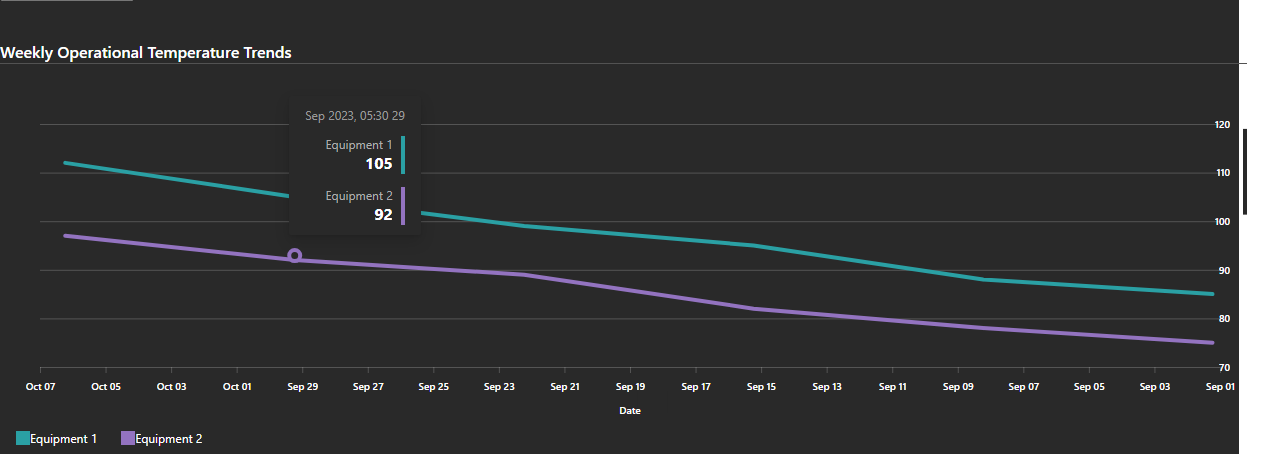 Weekly Operational Temperature Trends
Sep 2023, 05:30 29
Equipment 1
105
Equipment 2
92
120
110
100
90
80
70
Oct 07 Oct 05 Oct 03 Oct 01 Sep 29 Sep 27 Sep 25 Sep 23 Sep 21 Sep 19 Sep 17 Sep 15 Sep 13 Sep 11 Sep 09 Sep 07 Sep 05 Sep 03 Sep 01
Date
Equipment 1 Equipment 2